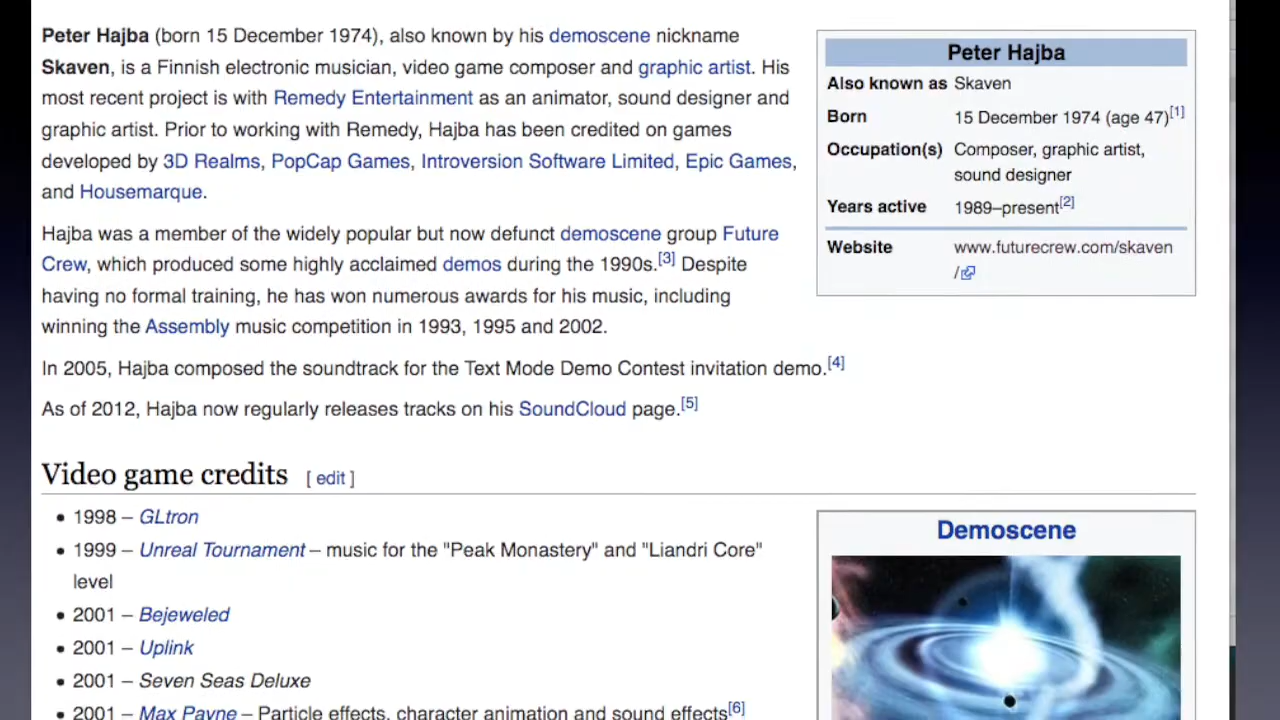 Peter Hajba (born 15 December 1974), also known by his demoscene nickname
Skaven, is a Finnish electronic musician, video game composer and graphic artist. His
most recent project is with Remedy Entertainment as an animator, sound designer and
graphic artist. Prior to working with Remedy, Hajba has been credited on games
developed by 3D Realms, PopCap Games, Introversion Software Limited, Epic Games,
and Housemarque.
Hajba was a member of the widely popular but now defunct demoscene group Future
Crew, which produced some highly acclaimed demos during the 1990s.[3] Despite
having no formal training, he has won numerous awards for his music, including
winning the Assembly music competition in 1993, 1995 and 2002.
In 2005, Hajba composed the soundtrack for the Text Mode Demo Contest invitation demo.[4]
As of 2012, Hajba now regularly releases tracks on his SoundCloud page.[5]
Peter Hajba
Also known as Skaven
Born 15 December 1974 (age 47)[1]
Occupation(s) Composer, graphic artist,
sound designer
Years active 1989–present[2]
Website www.futurecrew.com/skaven
/
Video game credits [ edit ]
• 1998 – GLtron
• 1999 – Unreal Tournament – music for the "Peak Monastery" and "Liandri Core"
level
• 2001 – Bejeweled
• 2001 – Uplink
• 2001 – Seven Seas Deluxe
• 2001 – Max Payne – Particle effects, character animation and sound effects[6]
Demoscene